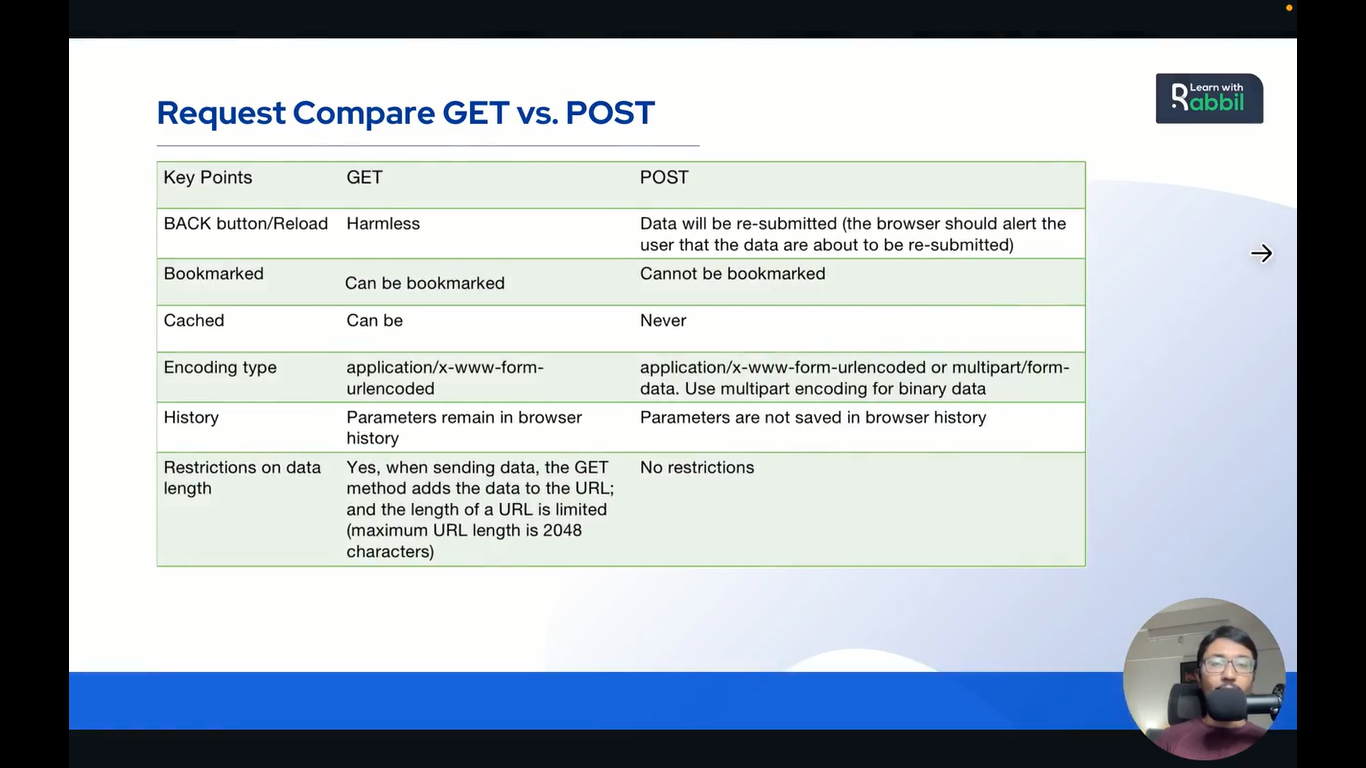 Learn with
Rabbil
Request Compare GET vs. POST
Key Points GET POST
BACK button/Reload Harmless Data will be re-submitted (the browser should alert the
user that the data are about to be re-submitted)
Bookmarked Can be bookmarked Cannot be bookmarked
Cached Can be Never
Encoding type application/x-www-form- application/x-www-form-urlencoded or multipart/form-
urlencoded data. Use multipart encoding for binary data
History Parameters remain in browser Parameters are not saved in browser history
history
Restrictions on data Yes, when sending data, the GET No restrictions
length method adds the data to the URL;
and the length of a URL is limited
(maximum URL length is 2048
characters)